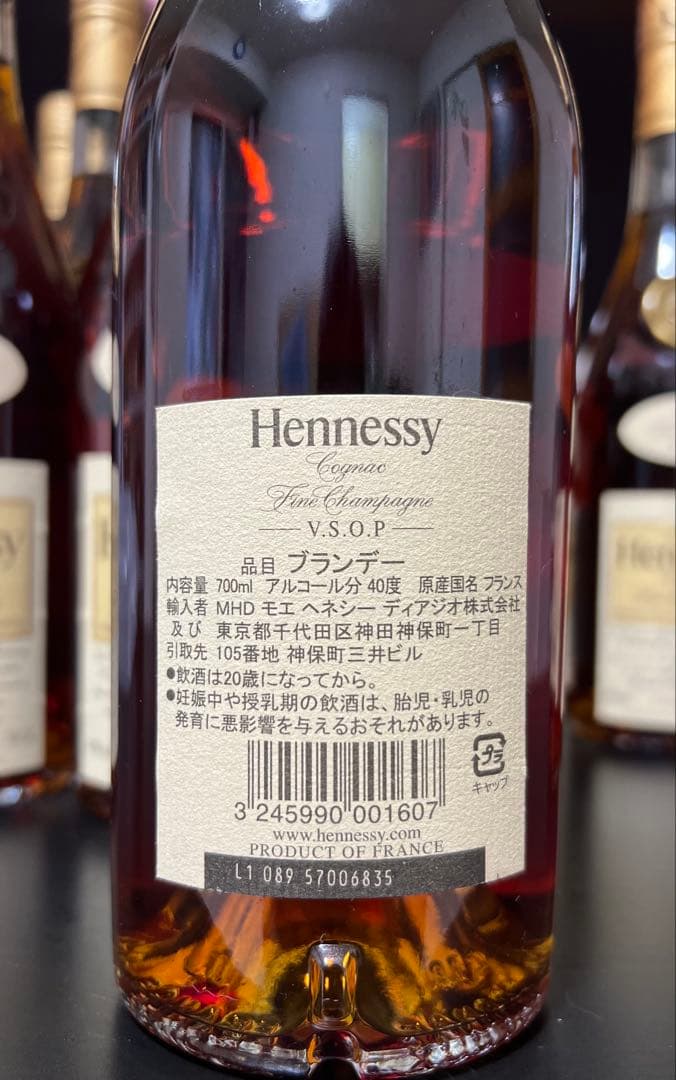 Hennessy
Cognac
Fine Champagne
V.S.O.P
品目 ブランデー
内容量 700ml アルコール分 40度 原産国名 フランス
輸入者 MHD モエ ヘネシー ディアジオ株式会社
及び 東京都千代田区神田神保町一丁目
引取先 105番地 神保町三井ビル
●飲酒は20歳になってから。
●妊娠中や授乳期の飲酒は、胎児・乳児の
発育に悪影響を与えるおそれがあります。
プラ
キャップ
3 245990 001607
www.hennessy.com
PRODUCT OF FRANCE
L1 089 57006835